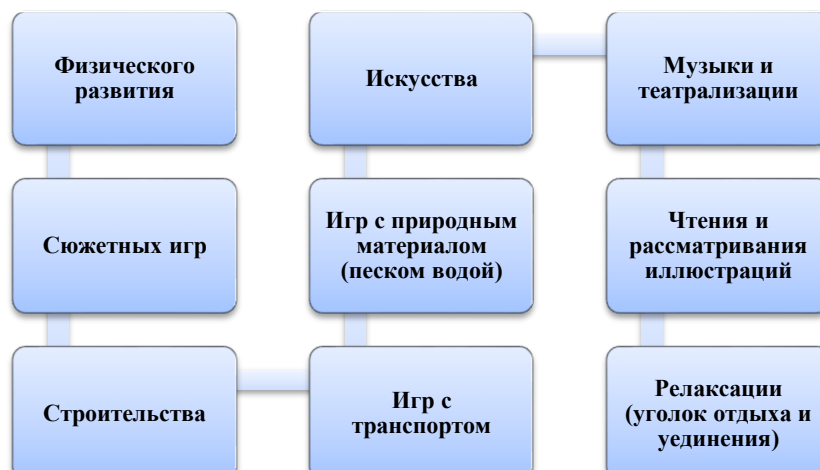 Физического
развития
Сюжетных игр
Строительства
Игр с
транспортом
Игр с природным
материалом
(песком водой)
Искусства
Музыки и
театрализации
Чтения и
рассматривания
иллюстраций
Релаксации
(уголок отдыха и
уединения)